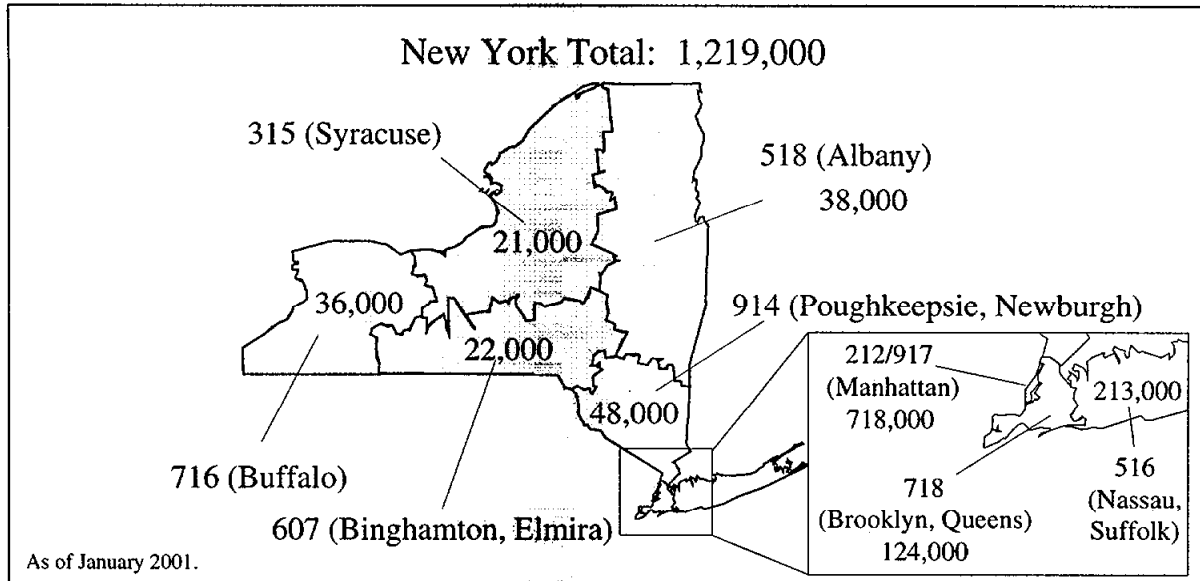 New York Total: 1,219,000
315 (Syracuse)
518 (Albany)
38,000
21,000
36,000
914 (Poughkeepsie, Newburgh)
22,000
212/917
(Manhattan)
718,000
213,000
48,000
716 (Buffalo)
516
(Nassau,
Suffolk)
718
(Brooklyn, Queens)
124,000
607 (Binghamton, Elmira)
As of January 2001.